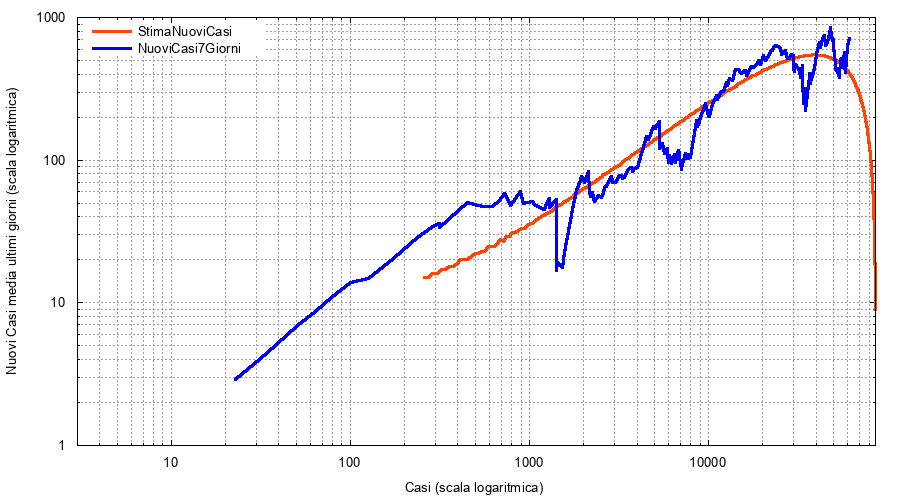 1000
StimaNuoviCasi
NuoviCasi7Giorni
100
10
1
Nuovi Casi media ultimi giorni (scala logaritmica)
10
100
1000
10000
Casi (scala logaritmica)